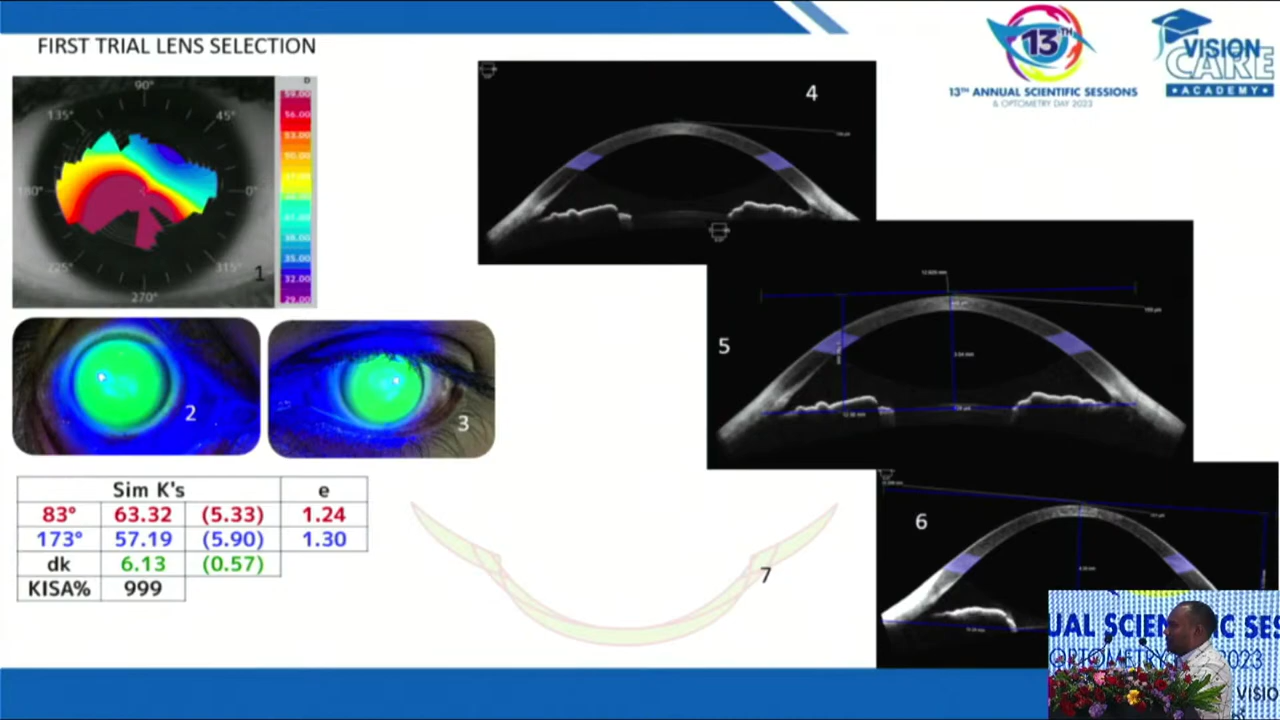 FIRST TRIAL LENS SELECTION
13TH
13TH ANNUAL SCIENTIFIC SESSIONS
& OPTOMETRY DAY 2023
VISION
CARE
ACADEMY
D
90°
135°
45°
180°
0°
225°
315°
270°
59.00
56.00
53.00
50.00
47.00
41.00
38.00
35.00
32.00
29.00
1
2
3
4
5
6
7
Sim K's e
83° 63.32 (5.33) 1.24
173° 57.19 (5.90) 1.30
dk 6.13 (0.57)
KISA% 999
UAL SCIENTIFIC SES
OPTOMETRY 2023
VISIO